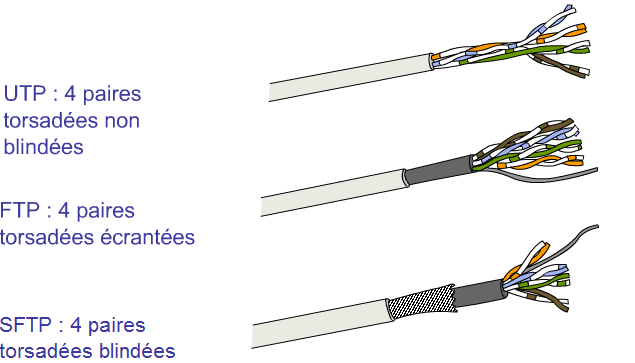 UTP : 4 paires
torsadées non
blindées
FTP : 4 paires
torsadées écrantées
SFTP : 4 paires
torsadées blindées